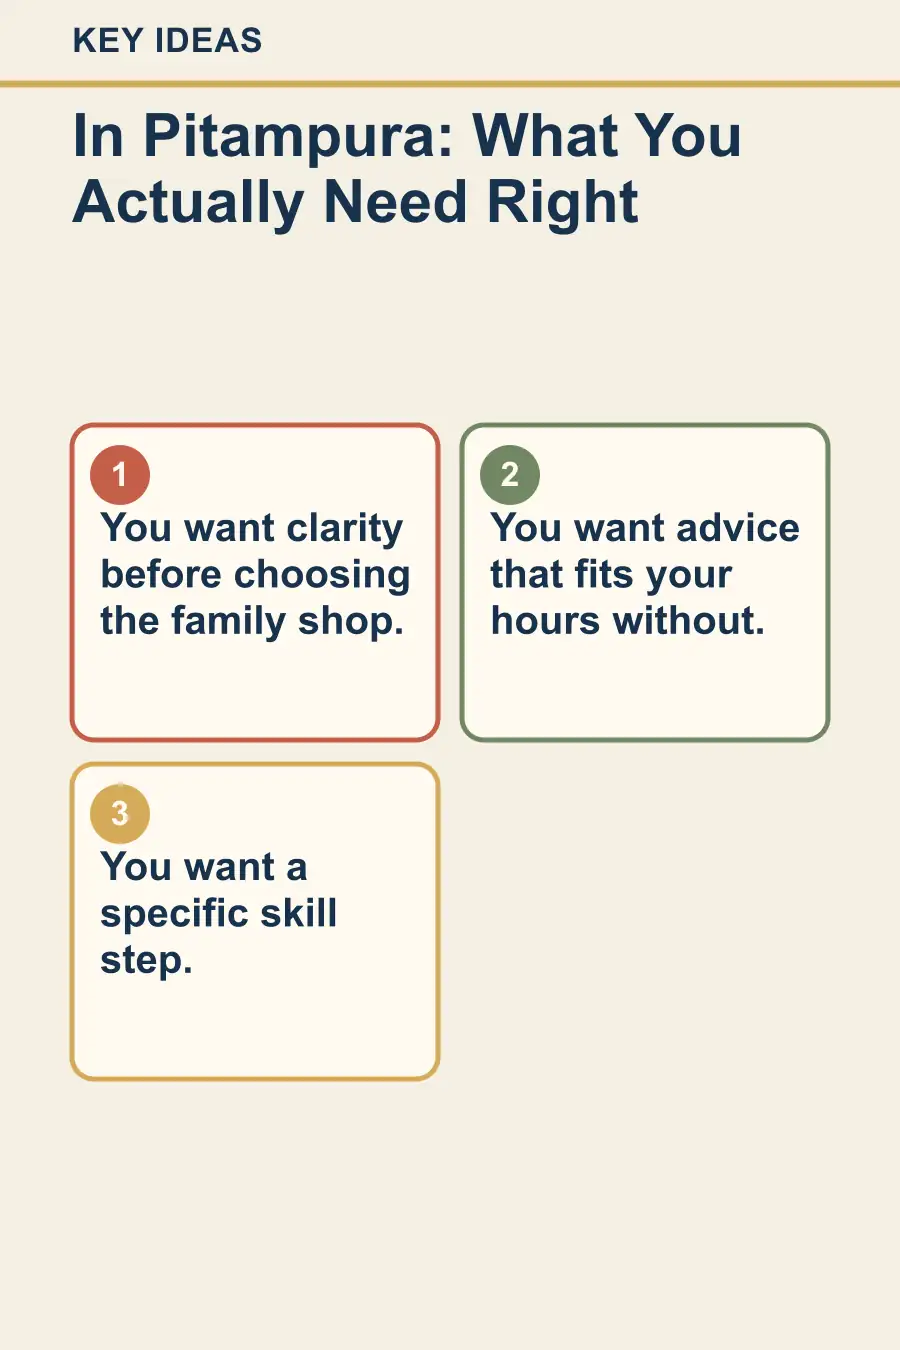 KEY IDEAS
In Pitampura: What You
Actually Need Right
1
You want clarity
before choosing
the family shop.
2
You want advice
that fits your
hours without.
3
You want a
specific skill
step.